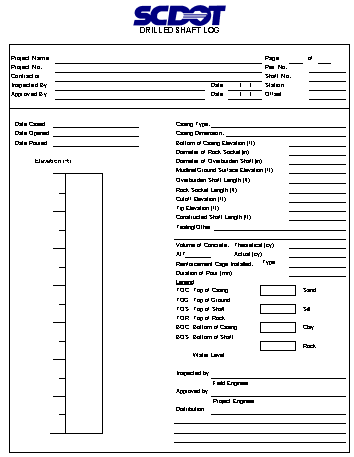 SCDOT
DRILLED SHAFT LOG
Project Name Page of
Project No. Pier No.
Contractor Shaft No.
Inspected By Date / / Station
Approved By Date / / Offset
Date Cased
Date Opened
Date Poured
Elevation (ft)
Casing Type,
Casing Dimension,
Bottom of Casing Elevation (ft)
Diameter of Rock Socket (in)
Diameter of Overburden Shaft (in)
Mudline/Ground Surface Elevation (ft)
Overburden Shaft Length (ft)
Rock Socket Length (ft)
Cutoff Elevation (ft)
Tip Elevation (ft)
Constructed Shaft Length (ft)
Testing/Other
Volume of Concrete, Theoretical (cy)
Actual (cy)
Reinforcement Cage Installed, Type
Duration of Pour (min)
Legend
TOC Top of Casing Sand
TOG Top of Ground
TOS Top of Shaft Silt
TOR Top of Rock
BOC Bottom of Casing Clay
BOS Bottom of Shaft
Rock
Water Level
Inspected by
Field Engineer
Approved by
Project Engineer
Distribution